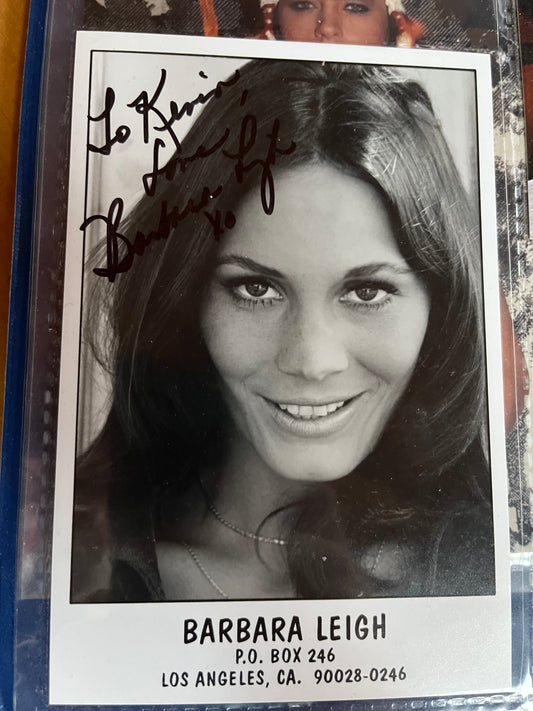 To Kevin,
Love
Barbara Leigh
xo
BARBARA LEIGH
P.O. BOX 246
LOS ANGELES, CA. 90028-0246